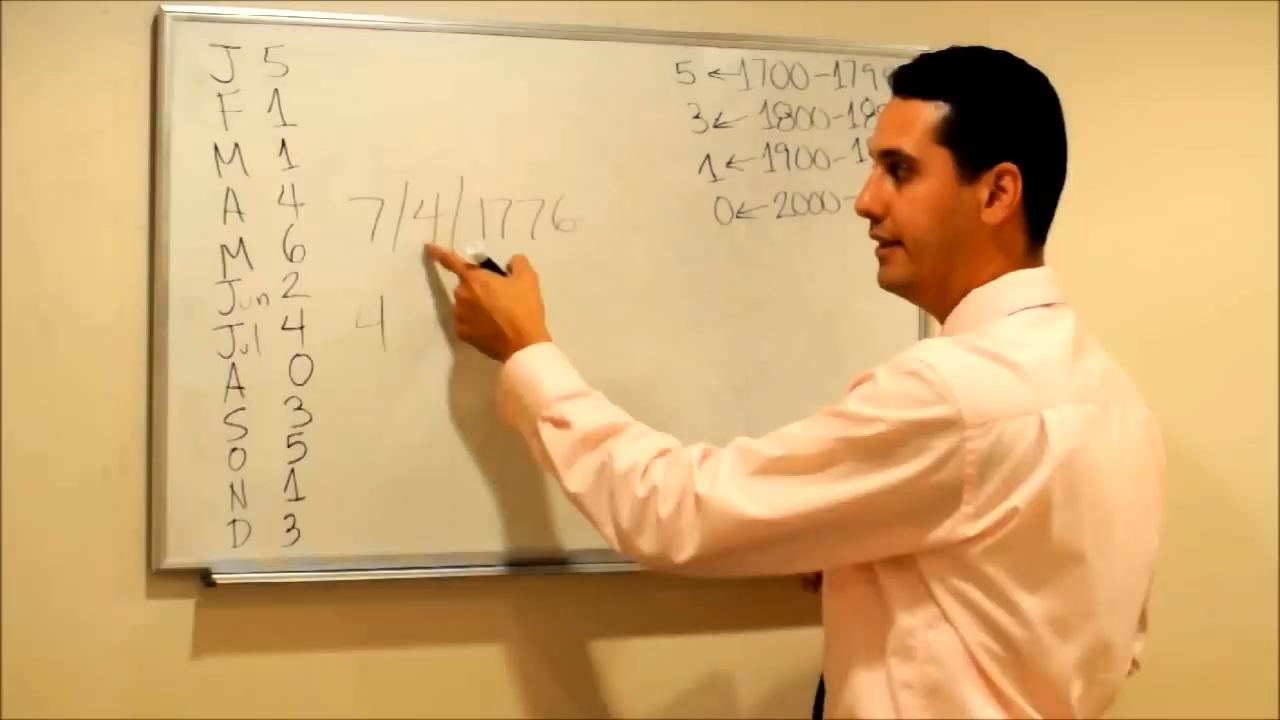 J 5
F 1
M 1
A 4
M 6
Jun 2
Jul 4
A 0
S 3
O 5
N 1
D 3
7/4/1776
4
5 ← 1700-179
3 ← 1800-18
1 ← 1900-1
0 ← 2000-